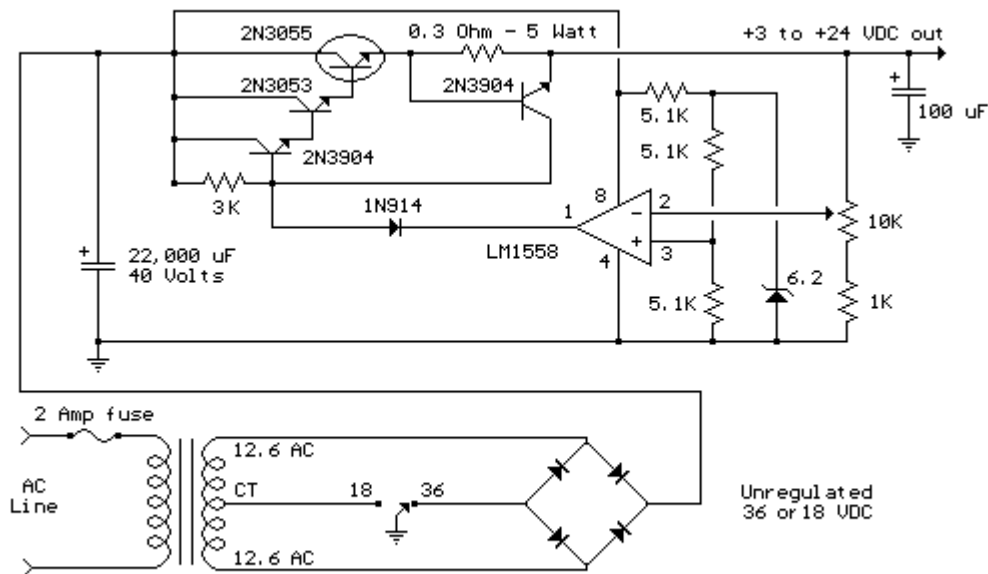 2N3055
0.3 Ohm - 5 Watt
+3 to +24 VDC out
2N3053
2N3904
+
100 uF
5.1K
5.1K
2N3904
3K
1N914
8
1
2
-
+
3
4
10K
LM1558
+
22,000 uF
40 Volts
6.2
5.1K
1K
2 Amp fuse
12.6 AC
AC
Line
CT
18
36
Unregulated
36 or 18 VDC
12.6 AC